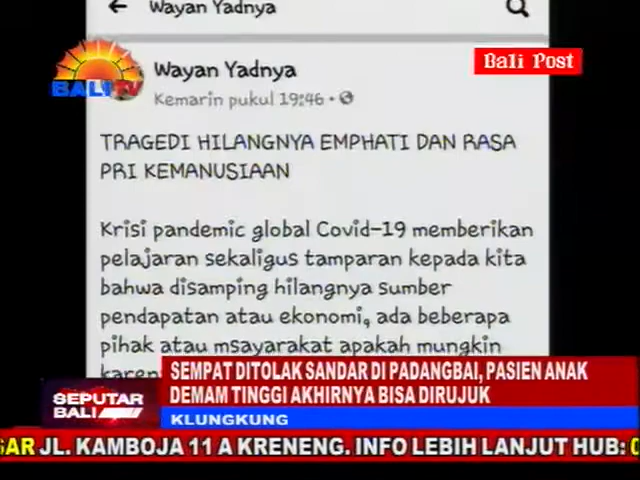 Wayan Yadnya
Bali Post
BALI TV
Wayan Yadnya
Kemarin pukul 19:46 •
TRAGEDI HILANGNYA EMPHATI DAN RASA
PRI KEMANUSIAAN
Krisi pandemic global Covid-19 memberikan
pelajaran sekaligus tamparan kepada kita
bahwa disamping hilangnya sumber
pendapatan atau ekonomi, ada beberapa
pihak atau msayarakat apakah mungkin
SEMPAT DITOLAK SANDAR DI PADANGBAI, PASIEN ANAK
DEMAM TINGGI AKHIRNYA BISA DIRUJUK
SEPUTAR
BALI
KLUNGKUNG
JL. KAMBOJA 11 A KRENENG. INFO LEBIH LANJUT HUB: